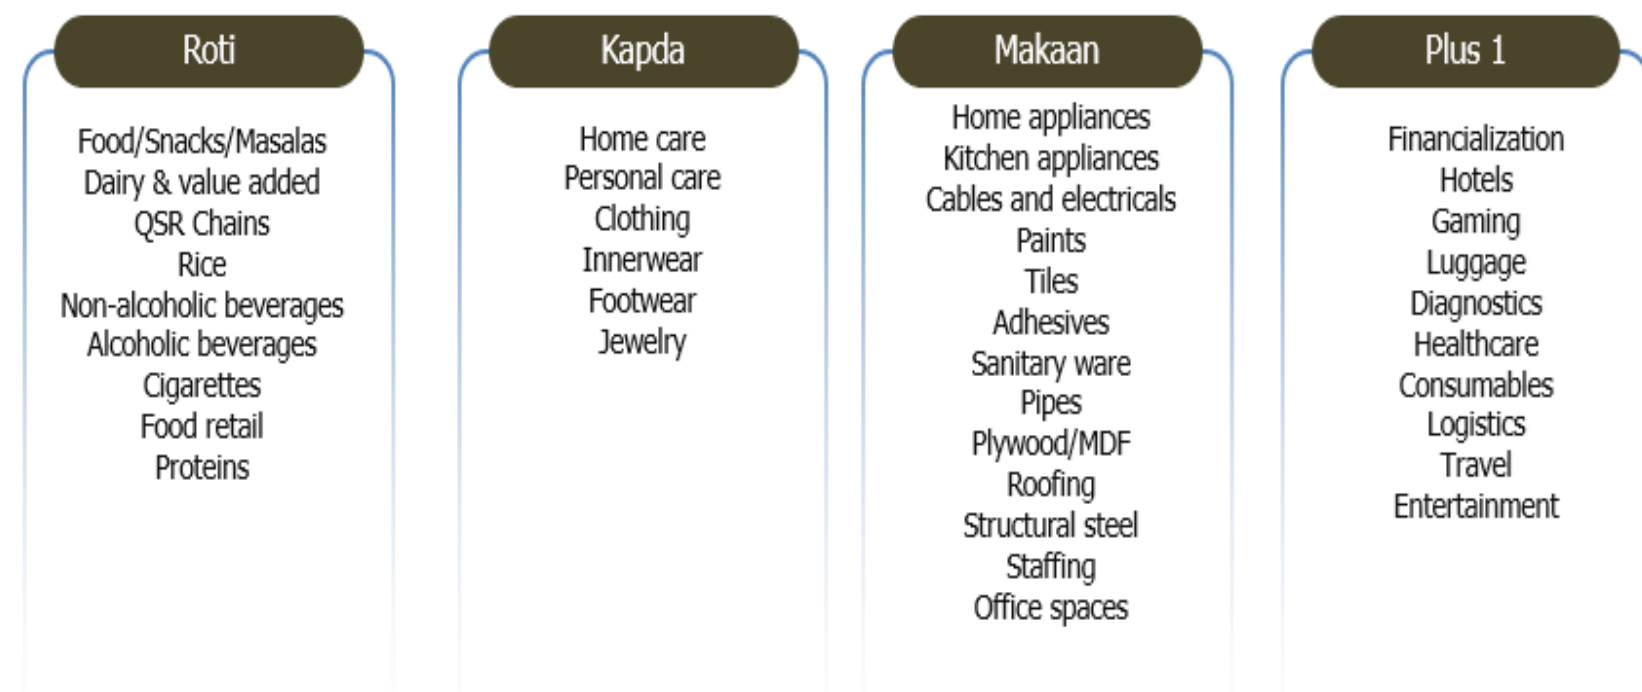 Roti
Food/Snacks/Masalas
Dairy & value added
QSR Chains
Rice
Non-alcoholic beverages
Alcoholic beverages
Cigarettes
Food retail
Proteins
Kapda
Home care
Personal care
Clothing
Innerwear
Footwear
Jewelry
Makaan
Home appliances
Kitchen appliances
Cables and electricals
Paints
Tiles
Adhesives
Sanitary ware
Pipes
Plywood/MDF
Roofing
Structural steel
Staffing
Office spaces
Plus 1
Financialization
Hotels
Gaming
Luggage
Diagnostics
Healthcare
Consumables
Logistics
Travel
Entertainment